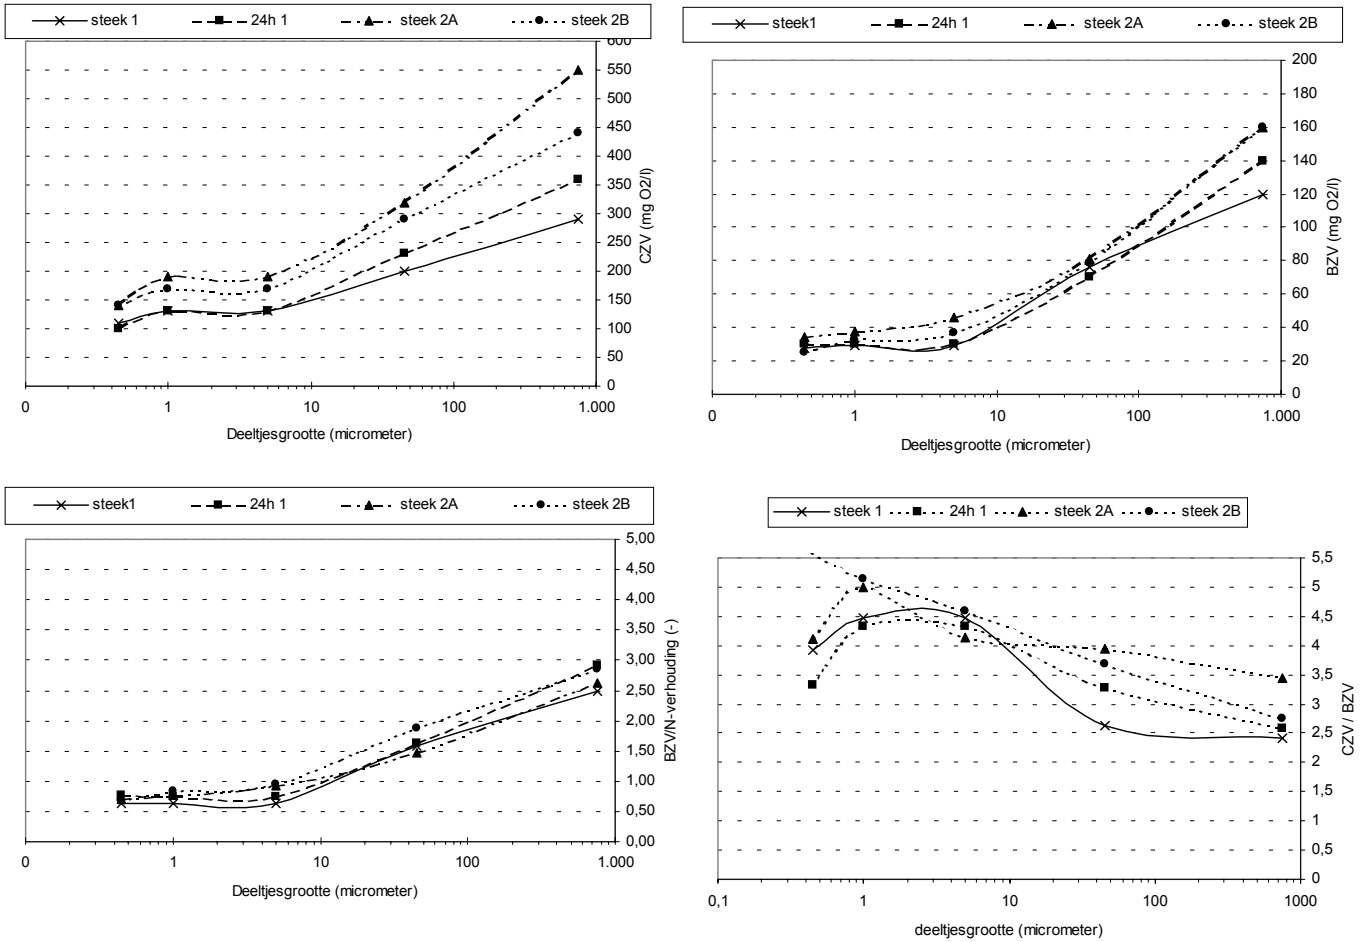 steek 1 24h 1 steek 2A steek 2B
600
550
500
450
400
350
300
250
200
150
100
50
0
CZV (mg O2/l)
0 1 10 100 1.000
Deeltjesgrootte (micrometer)
steek1 24h 1 steek 2A steek 2B
200
180
160
140
120
100
80
60
40
20
0
BZV (mg O2/l)
0 1 10 100 1.000
Deeltjesgrootte (micrometer)
steek1 24h 1 steek 2A steek 2B
5,00
4,50
4,00
3,50
3,00
2,50
2,00
1,50
1,00
0,50
0,00
BZV/N-verhouding (-)
0 1 10 100 1.000
Deeltjesgrootte (micrometer)
steek 1 24h 1 steek 2A steek 2B
5,5
5
4,5
4
3,5
3
2,5
2
1,5
1
0,5
0
CZV / BZV
0,1 1 10 100 1000
deeltjesgrootte (micrometer)